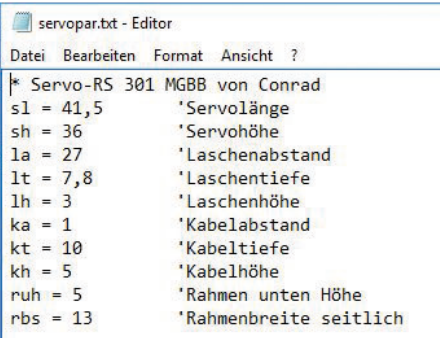 servopar.txt - Editor
Datei Bearbeiten Format Ansicht ?
* Servo-RS 301 MGBB von Conrad
sl = 41,5 'Servolänge
sh = 36 'Servohöhe
la = 27 'Laschenabstand
lt = 7,8 'Laschentiefe
lh = 3 'Laschenhöhe
ka = 1 'Kabelabstand
kt = 10 'Kabeltiefe
kh = 5 'Kabelhöhe
ruh = 5 'Rahmen unten Höhe
rbs = 13 'Rahmenbreite seitlich